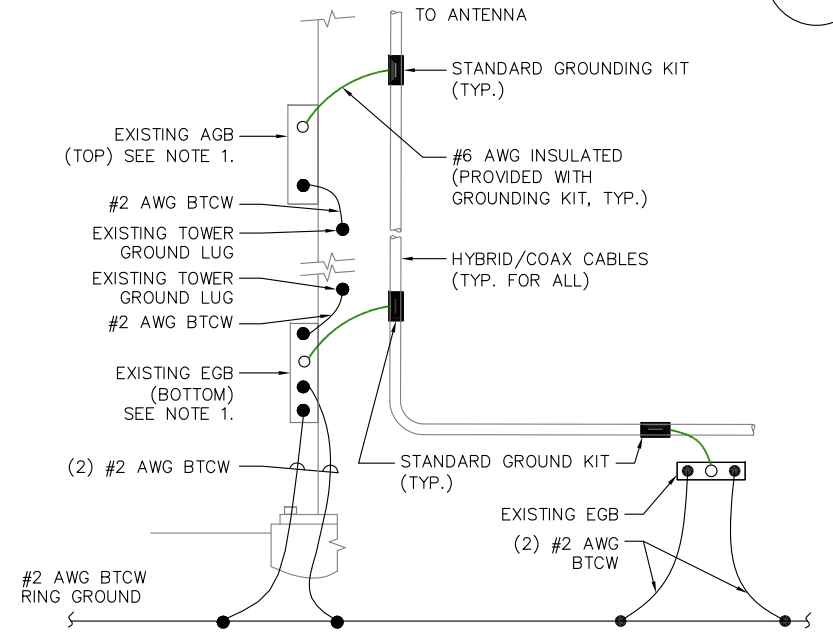 TO ANTENNA
STANDARD GROUNDING KIT
(TYP.)
EXISTING AGB
(TOP) SEE NOTE 1.
#6 AWG INSULATED
(PROVIDED WITH
GROUNDING KIT, TYP.)
#2 AWG BTCW
EXISTING TOWER
GROUND LUG
HYBRID/COAX CABLES
(TYP. FOR ALL)
EXISTING TOWER
GROUND LUG
#2 AWG BTCW
EXISTING EGB
(BOTTOM)
SEE NOTE 1.
(2) #2 AWG BTCW
STANDARD GROUND KIT
(TYP.)
EXISTING EGB
(2) #2 AWG
BTCW
#2 AWG BTCW
RING GROUND